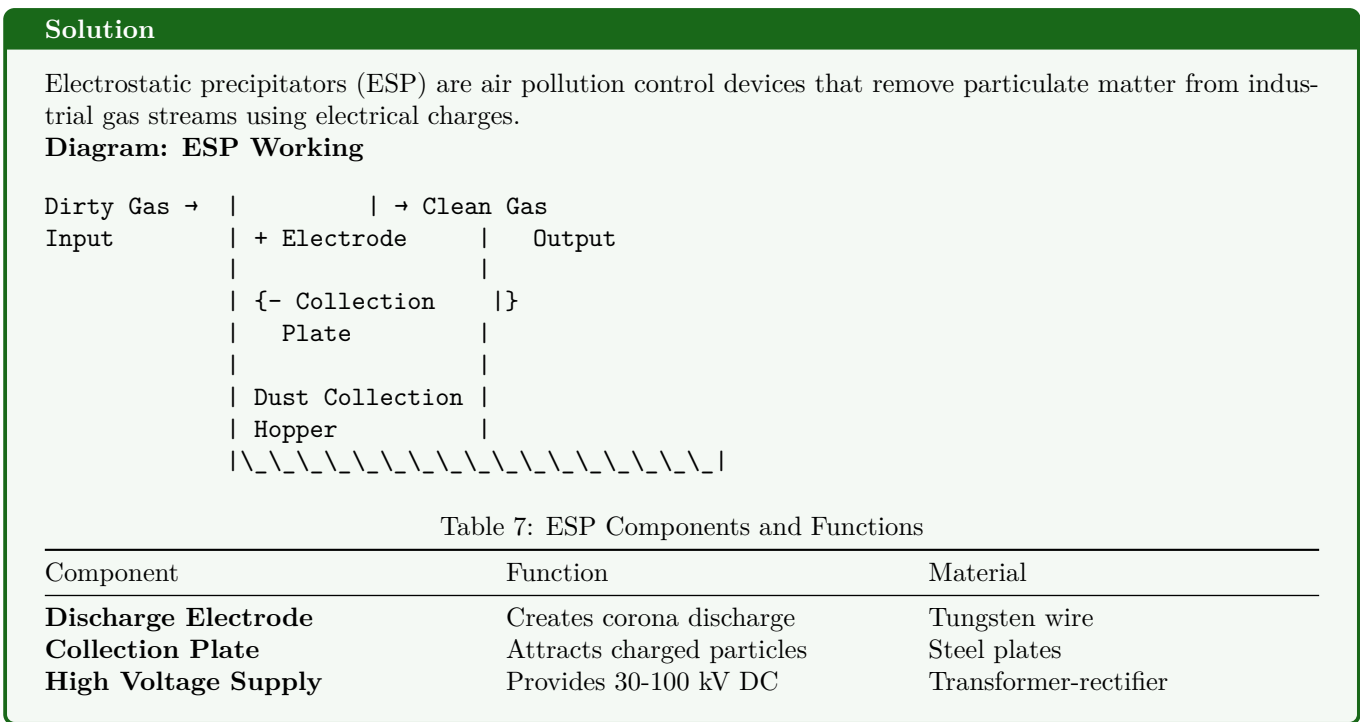 Solution
Electrostatic precipitators (ESP) are air pollution control devices that remove particulate matter from indus-
trial gas streams using electrical charges.
Diagram: ESP Working
Dirty Gas →  |          | → Clean Gas
Input        | + Electrode     |   Output
             |                 |
             | {- Collection    |}
             |   Plate         |
             |                 |
             | Dust Collection |
             | Hopper          |
             |\_\_\_\_\_\_\_\_\_\_\_\_\_\_\_\_\_|
Table 7: ESP Components and Functions
Component Function Material
Discharge Electrode Creates corona discharge Tungsten wire
Collection Plate Attracts charged particles Steel plates
High Voltage Supply Provides 30-100 kV DC Transformer-rectifier